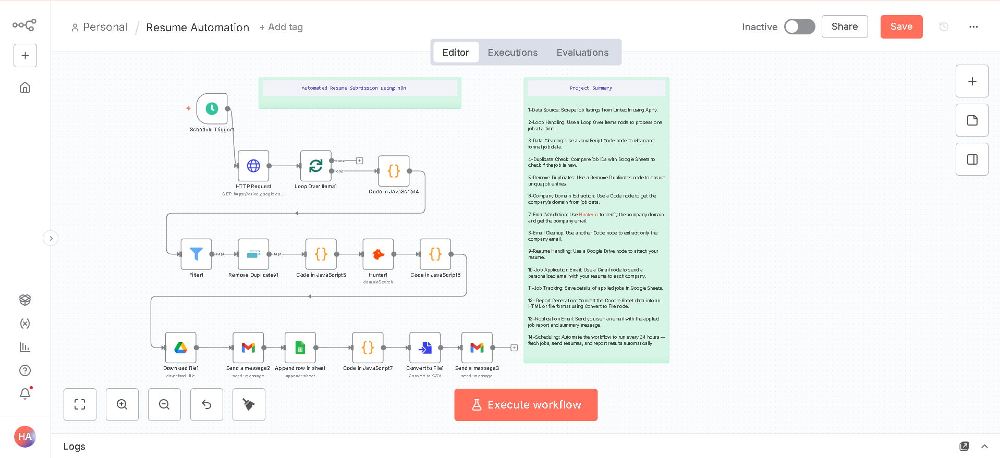 Personal / Resume Automation + Add tag
Inactive Share Save
Editor Executions Evaluations
Automated Resume Submission using n8n
Schedule Trigger1
HTTP Request
GET: https://drive.google.co...
Loop Over Items1
done
loop
Code in JavaScript4
Filter1
Kept
Remove Duplicates1
Kept
Code in JavaScript5
Hunter1
domainSearch
Code in JavaScript6
Download file1
download: file
Send a message2
send: message
Append row in sheet
append: sheet
Code in JavaScript7
Convert to File1
Convert to CSV
Send a message3
send: message
Project Summary
1-Data Source: Scrape job listings from LinkedIn using Apify.
2-Loop Handling: Use a Loop Over Items node to process one
job at a time.
3-Data Cleaning: Use a JavaScript Code node to clean and
format job data.
4-Duplicate Check: Compare job IDs with Google Sheets to
check if the job is new.
5-Remove Duplicates: Use a Remove Duplicates node to ensure
unique job entries.
6-Company Domain Extraction: Use a Code node to get the
company's domain from job data.
7-Email Validation: Use Hunter.io to verify the company domain
and get the company email.
8-Email Cleanup: Use another Code node to extract only the
company email.
9-Resume Handling: Use a Google Drive node to attach your
resume.
10-Job Application Email: Use a Gmail node to send a
personalized email with your resume to each company.
11-Job Tracking: Save details of applied jobs in Google Sheets.
12- Report Generation: Convert the Google Sheet data into an
HTML or file format using Convert to File node.
13-Notification Email: Send yourself an email with the applied
job report and summary message.
14-Scheduling: Automate the workflow to run every 24 hours —
fetch jobs, send resumes, and report results automatically.
Execute workflow
HA
Logs